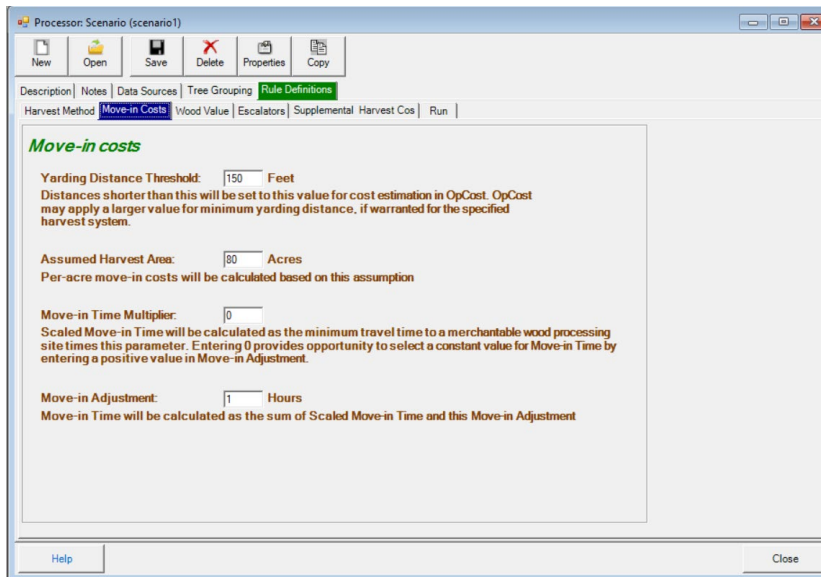 Processor: Scenario (scenario1)
New Open Save Delete Properties Copy
Description Notes Data Sources Tree Grouping Rule Definitions
Harvest Method Move-in Costs Wood Value Escalators Supplemental Harvest Cos Run
Move-in costs
Yarding Distance Threshold: 150 Feet
Distances shorter than this will be set to this value for cost estimation in OpCost. OpCost
may apply a larger value for minimum yarding distance, if warranted for the specified
harvest system.
Assumed Harvest Area: 80 Acres
Per-acre move-in costs will be calculated based on this assumption
Move-in Time Multiplier: 0
Scaled Move-in Time will be calculated as the minimum travel time to a merchantable wood processing
site times this parameter. Entering 0 provides opportunity to select a constant value for Move-in Time by
entering a positive value in Move-in Adjustment.
Move-in Adjustment: 1 Hours
Move-in Time will be calculated as the sum of Scaled Move-in Time and this Move-in Adjustment
Help Close